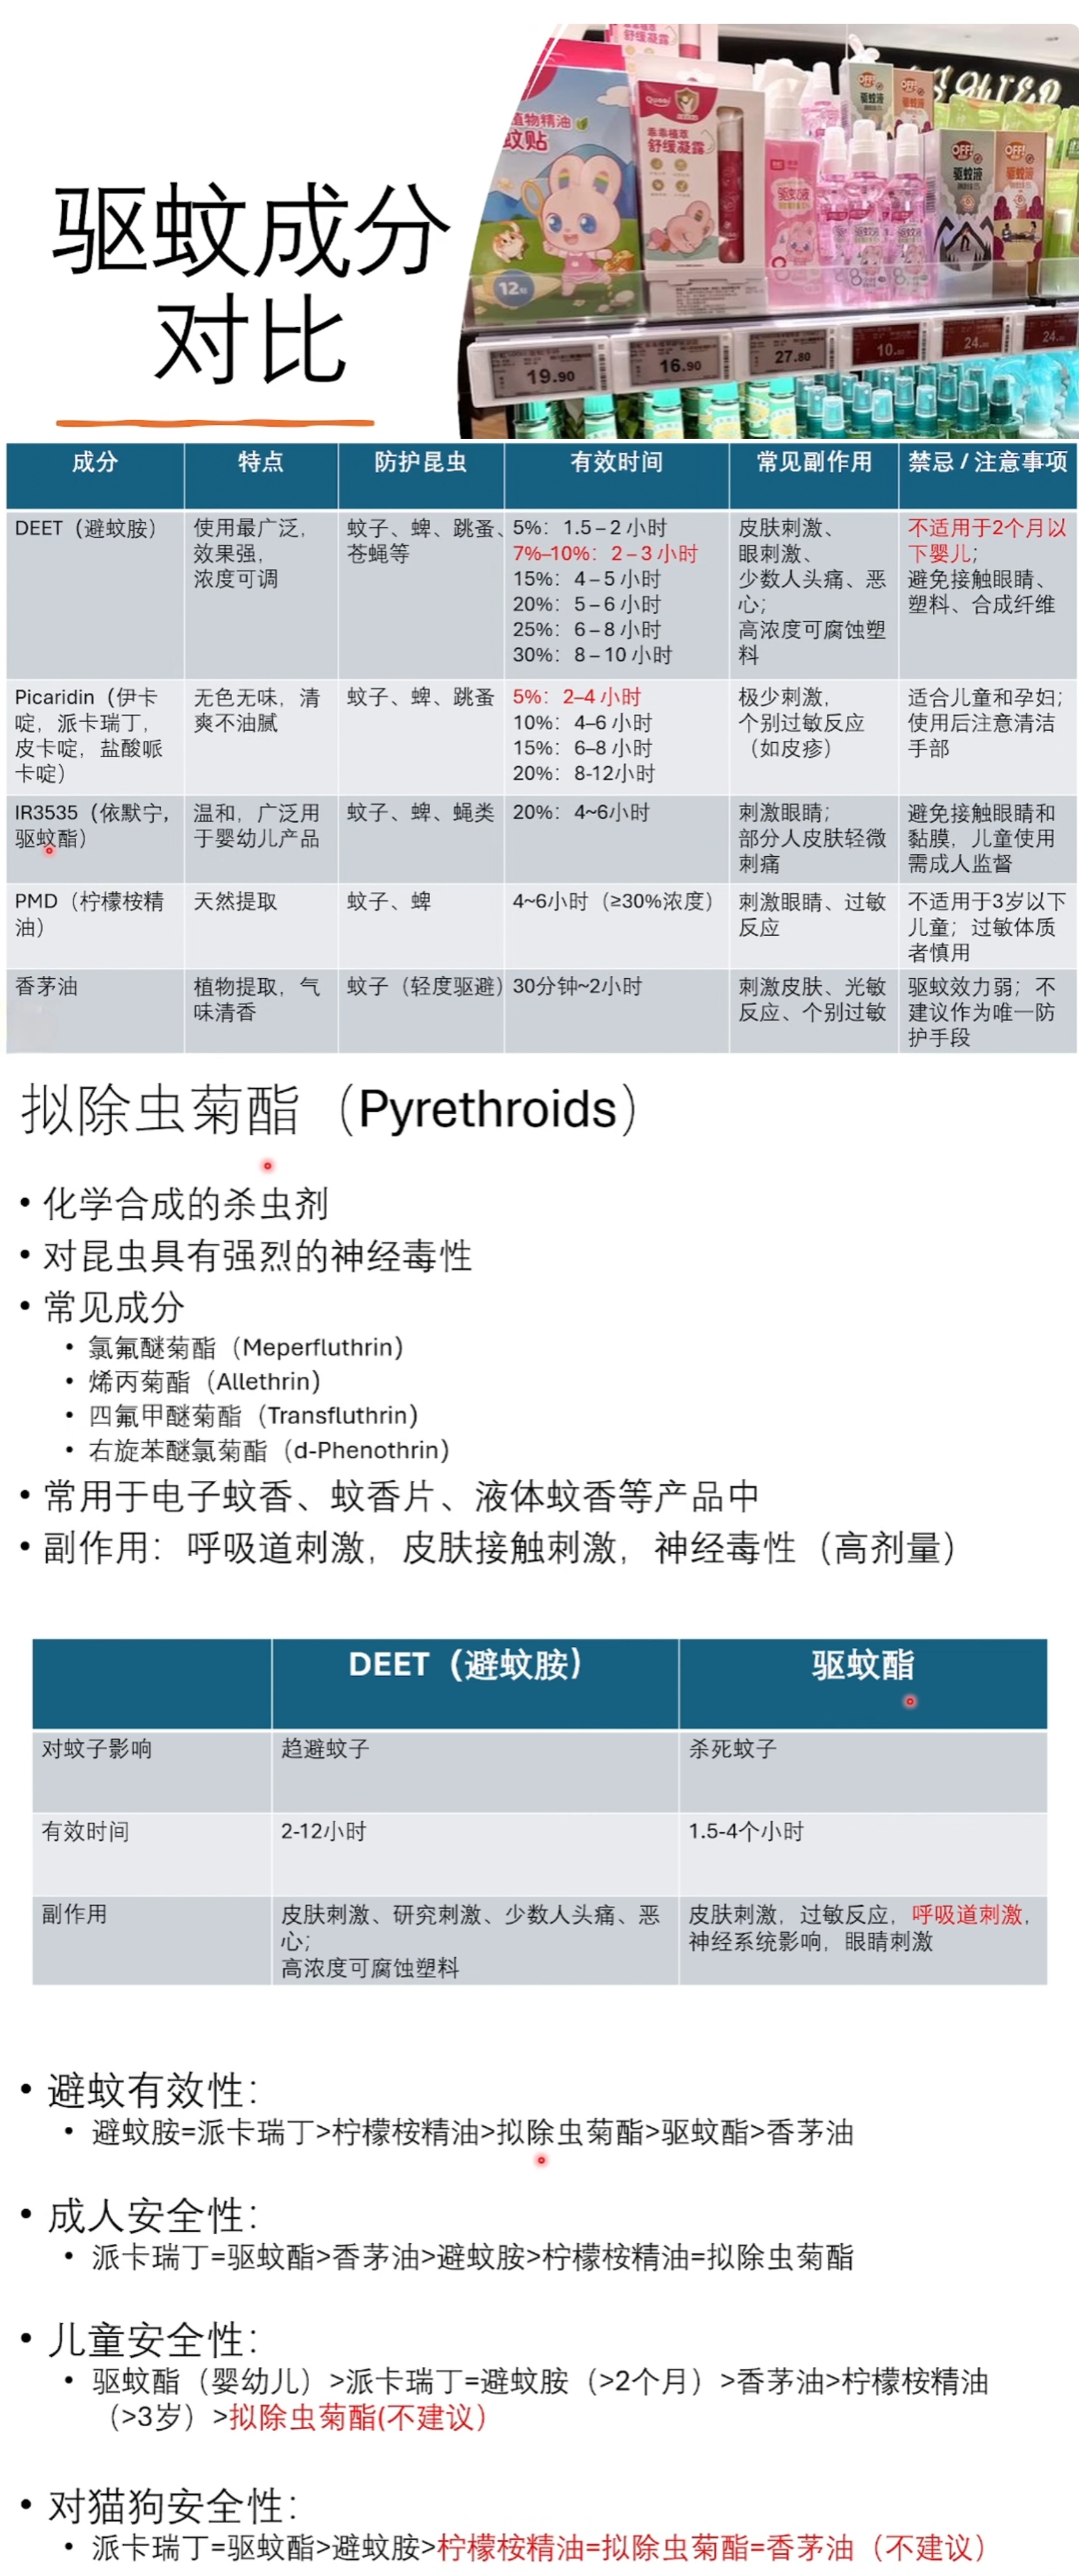 驱蚊成分
对比
植物精油
蚊贴
12
舒缓凝露
乖乖植萃
舒缓凝露
驱蚊液
驱蚊液
OFF!
驱蚊液
OFF!
驱蚊液
19.90
16.90
27.80
10.
24.
24.
成分 特点 防护昆虫 有效时间 常见副作用 禁忌 / 注意事项
DEET（避蚊胺） 使用最广泛，
效果强，
浓度可调
蚊子、蜱、跳蚤、
苍蝇等
5%：1.5 – 2 小时
7%–10%：2 – 3 小时
15%：4 – 5 小时
20%：5 – 6 小时
25%：6 – 8 小时
30%：8 – 10 小时
皮肤刺激、
眼刺激、
少数人头痛、恶
心；
高浓度可腐蚀塑
料
不适用于2个月以
下婴儿；
避免接触眼睛、
塑料、合成纤维
Picaridin（伊卡
啶，派卡瑞丁，
皮卡啶，盐酸哌
卡啶）
无色无味，清
爽不油腻
蚊子、蜱、跳蚤
5%：2–4 小时
10%：4–6 小时
15%：6–8 小时
20%：8-12小时
极少刺激，
个别过敏反应
（如皮疹）
适合儿童和孕妇；
使用后注意清洁
手部
IR3535（依默宁，
驱蚊酯）
温和，广泛用
于婴幼儿产品
蚊子、蜱、蝇类
20%：4~6小时
刺激眼睛；
部分人皮肤轻微
刺痛
避免接触眼睛和
黏膜，儿童使用
需成人监督
PMD（柠檬桉精
油）
天然提取
蚊子、蜱
4~6小时（≥30%浓度）
刺激眼睛、过敏
反应
不适用于3岁以下
儿童；过敏体质
者慎用
香茅油
植物提取，气
味清香
蚊子（轻度驱避）
30分钟~2小时
刺激皮肤、光敏
反应、个别过敏
驱蚊效力弱；不
建议作为唯一防
护手段
拟除虫菊酯（Pyrethroids）
• 化学合成的杀虫剂
• 对昆虫具有强烈的神经毒性
• 常见成分
• 氯氟醚菊酯（Meperfluthrin）
• 烯丙菊酯（Allethrin）
• 四氟甲醚菊酯（Transfluthrin）
• 右旋苯醚氯菊酯（d-Phenothrin）
• 常用于电子蚊香、蚊香片、液体蚊香等产品中
• 副作用：呼吸道刺激，皮肤接触刺激，神经毒性（高剂量）
DEET（避蚊胺） 驱蚊酯
对蚊子影响 趋避蚊子 杀死蚊子
有效时间 2-12小时 1.5-4个小时
副作用
皮肤刺激、研究刺激、少数人头痛、恶
心；
高浓度可腐蚀塑料
皮肤刺激，过敏反应，呼吸道刺激，
神经系统影响，眼睛刺激
• 避蚊有效性：
• 避蚊胺=派卡瑞丁>柠檬桉精油>拟除虫菊酯>驱蚊酯>香茅油
• 成人安全性：
• 派卡瑞丁=驱蚊酯>香茅油>避蚊胺>柠檬桉精油=拟除虫菊酯
• 儿童安全性：
• 驱蚊酯（婴幼儿）>派卡瑞丁=避蚊胺（>2个月）>香茅油>柠檬桉精油
（>3岁）>拟除虫菊酯(不建议）
• 对猫狗安全性：
• 派卡瑞丁=驱蚊酯>避蚊胺>柠檬桉精油=拟除虫菊酯=香茅油（不建议）